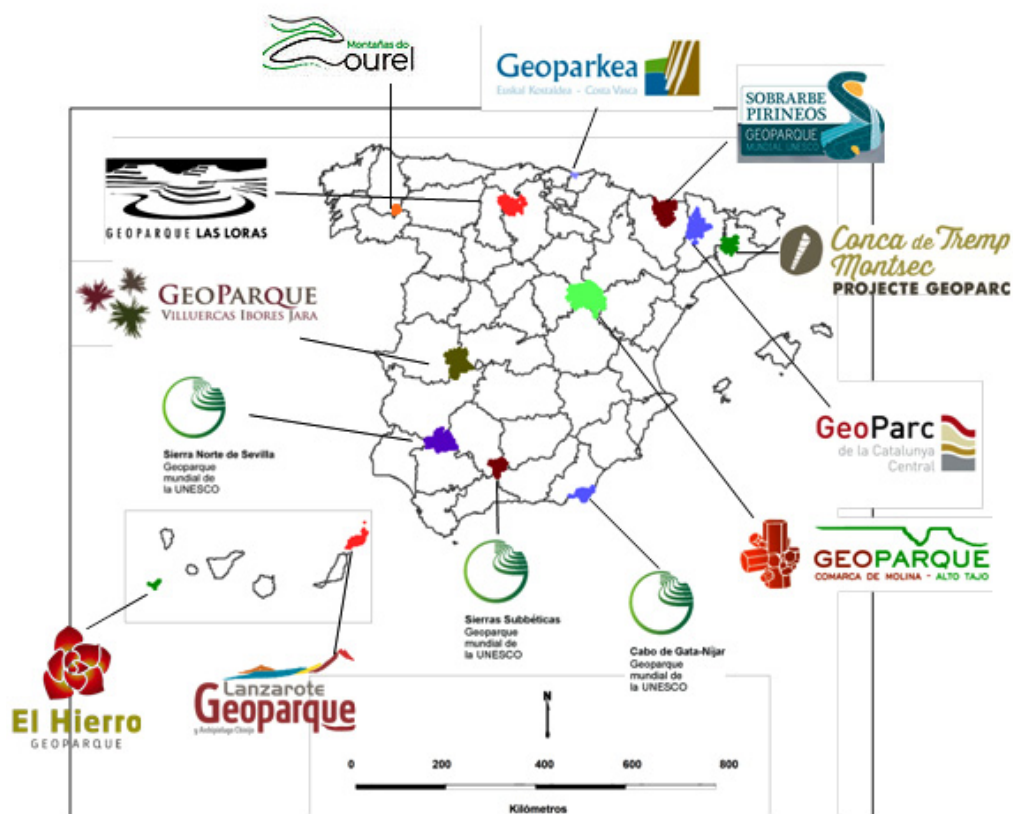 Montañas do
Courel
Geoparkea
Euskal Kostaldea - Costa Vasca
SOBRARBE
PIRINEOS
GEOPARQUE
MUNDIAL UNESCO
GEOPARQUE LAS LORAS
Conca de Tremp
Montsec
PROJECTE GEOPARC
GEOPARQUE
VILLUERCAS IBORES JARA
Sierra Norte de Sevilla
Geoparque
mundial de
la UNESCO
GeoParc
de la Catalunya
Central
GEOPARQUE
COMARCA DE MOLINA - ALTO TAJO
Sierras Subbéticas
Geoparque
mundial de
la UNESCO
Cabo de Gata-Níjar
Geoparque
mundial de
la UNESCO
El Hierro
GEOPARQUE
Lanzarote
Geoparque
y Archipiélago Chinijo
N
0 200 400 600 800
Kilómetros